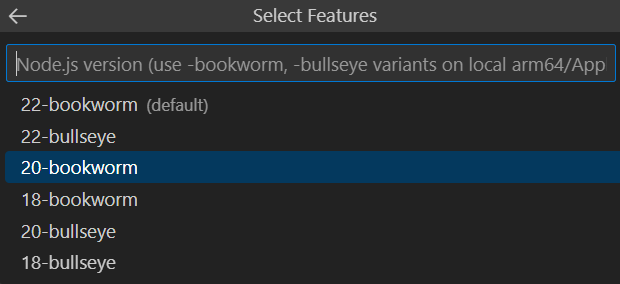 Select Features
Node.js version (use -bookworm, -bullseye variants on local arm64/Appl
22-bookworm (default)
22-bullseye
20-bookworm
18-bookworm
20-bullseye
18-bullseye